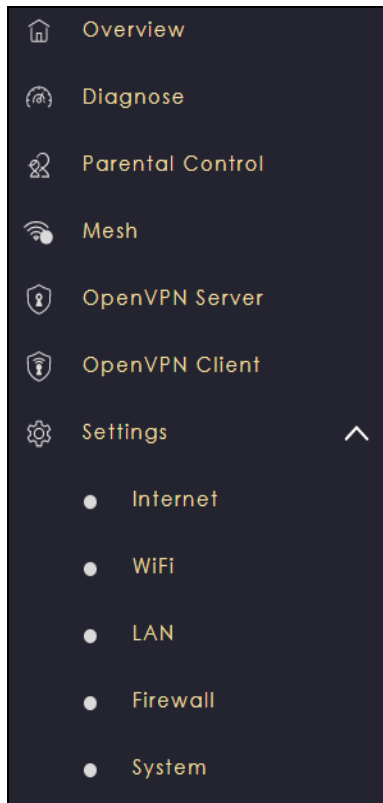 Overview
Diagnose
Parental Control
Mesh
OpenVPN Server
OpenVPN Client
Settings
Internet
WiFi
LAN
Firewall
System